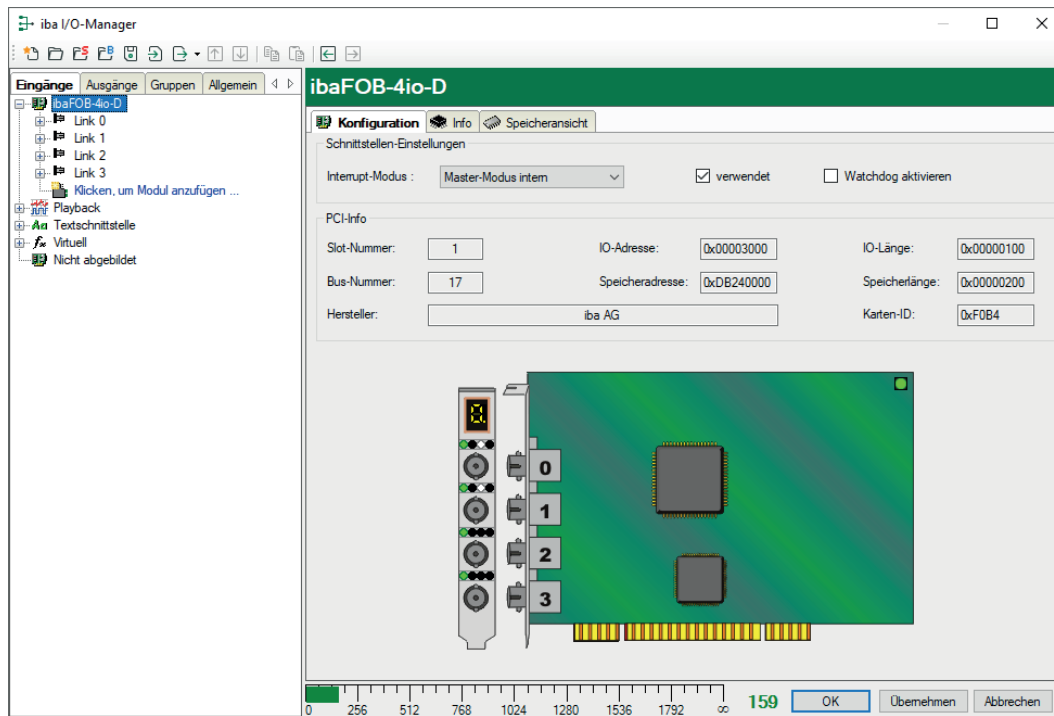 iba I/O-Manager
Eingänge Ausgänge Gruppen Allgemein
ibaFOB-4io-D
Link 0
Link 1
Link 2
Link 3
Klicken, um Modul anzufügen ...
Playback
Textschnittstelle
Virtuell
Nicht abgebildet
ibaFOB-4io-D
Konfiguration Info Speicheransicht
Schnittstellen-Einstellungen
Interrupt-Modus : Master-Modus intern verwendet Watchdog aktivieren
PCI-Info
Slot-Nummer: 1 IO-Adresse: 0x00003000 IO-Länge: 0x00000100
Bus-Nummer: 17 Speicheradresse: 0xDB240000 Speicherlänge: 0x00000200
Hersteller: iba AG Karten-ID: 0xF0B4
0
1
2
3
0 256 512 768 1024 1280 1536 1792 ∞ 159 OK Übernehmen Abbrechen